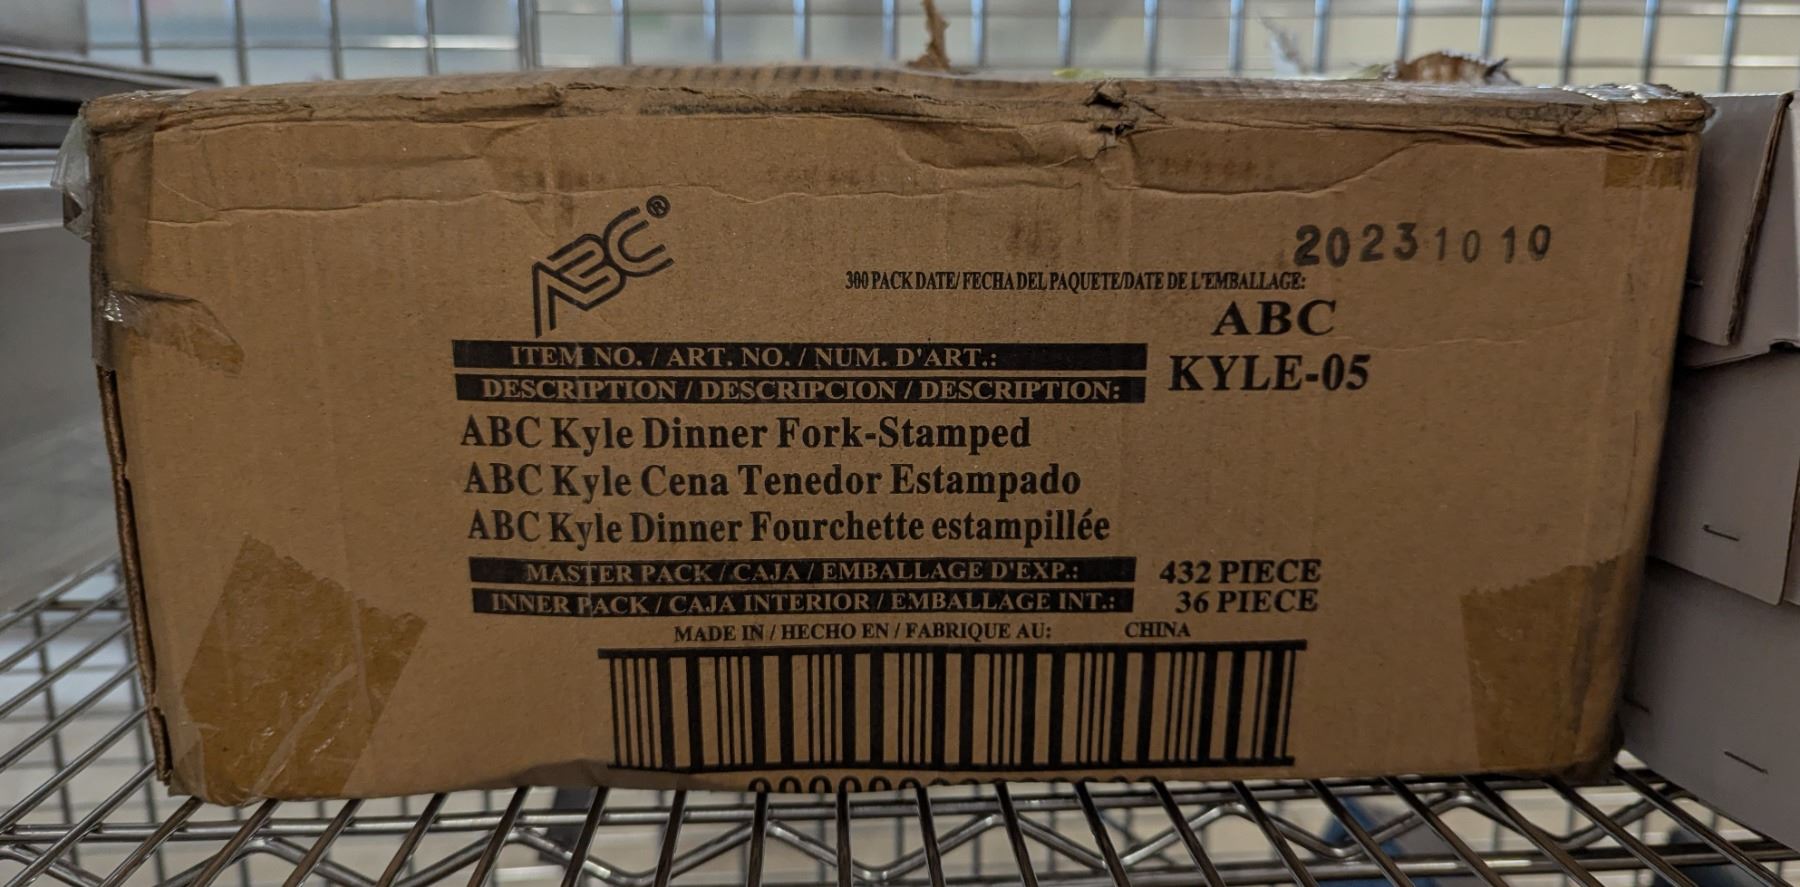 ABC®
20231010
300 PACK DATE/ FECHA DEL PAQUETE/DATE DE L'EMBALLAGE:
ABC
ITEM NO. / ART. NO. / NUM. D'ART.:
KYLE-05
DESCRIPTION / DESCRIPCION / DESCRIPTION:
ABC Kyle Dinner Fork-Stamped
ABC Kyle Cena Tenedor Estampado
ABC Kyle Dinner Fourchette estampillée
MASTER PACK / CAJA / EMBALLAGE D'EXP.: 432 PIECE
INNER PACK / CAJA INTERIOR / EMBALLAGE INT.: 36 PIECE
MADE IN / HECHO EN / FABRIQUE AU: CHINA